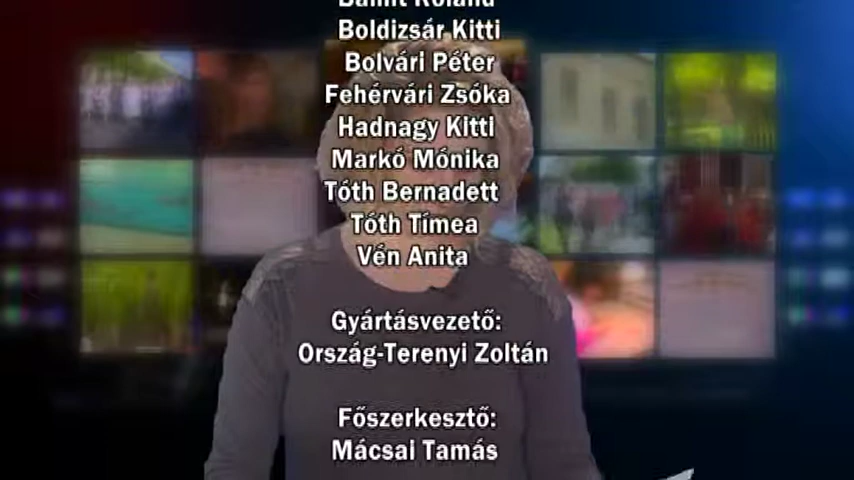 Boldizsár Kitti
Bolvári Péter
Fehérvári Zsóka
Hadnagy Kitti
Markó Mónika
Tóth Bernadett
Tóth Tímea
Vén Anita
Gyártásvezető:
Ország-Terenyi Zoltán
Főszerkesztő:
Mácsai Tamás